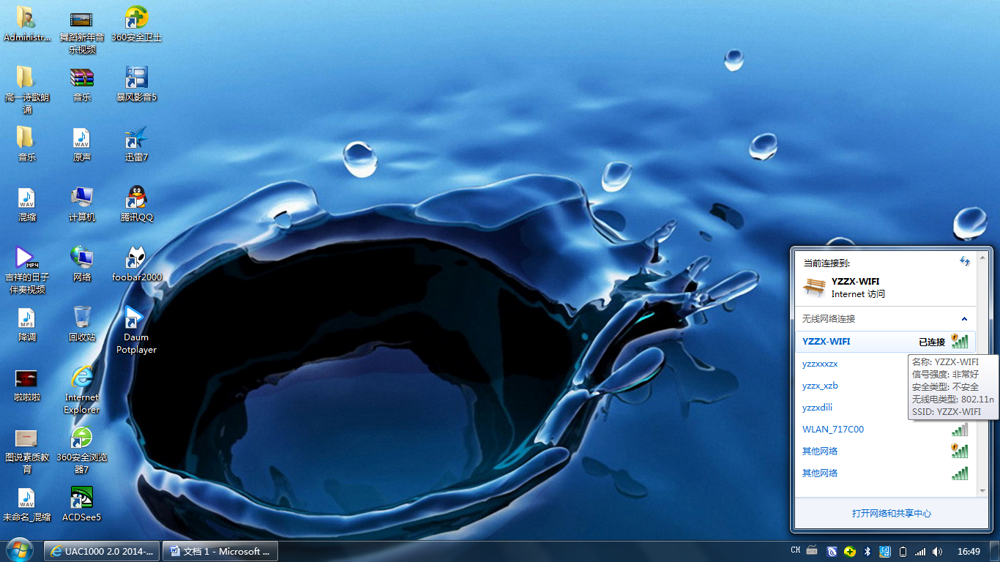 Administr...
舞蹈新年音
乐视频
360安全卫士
高一诗歌朗
诵
音乐
暴风影音5
音乐
WAV
原声
迅雷7
WAV
混缩
计算机
腾讯QQ
MP4
吉祥的日子
伴奏视频
网络
foobar2000
MP3
降调
回收站
Daum
Potplayer
啦啦啦
Internet
Explorer
图说素质教
育
360安全浏览
器7
WAV
未命名_混缩
ACDSee5
当前连接到:
YZZX-WIFI
Internet 访问
无线网络连接
YZZX-WIFI 已连接
yzzxxxzx
yzzx_xzb
yzzxdili
WLAN_717C00
其他网络
其他网络
名称: YZZX-WIFI
信号强度: 非常好
安全类型: 不安全
无线电类型: 802.11n
SSID: YZZX-WIFI
打开网络和共享中心
UAC1000 2.0 2014-...
文档 1 - Microsoft ...
CH
16:49